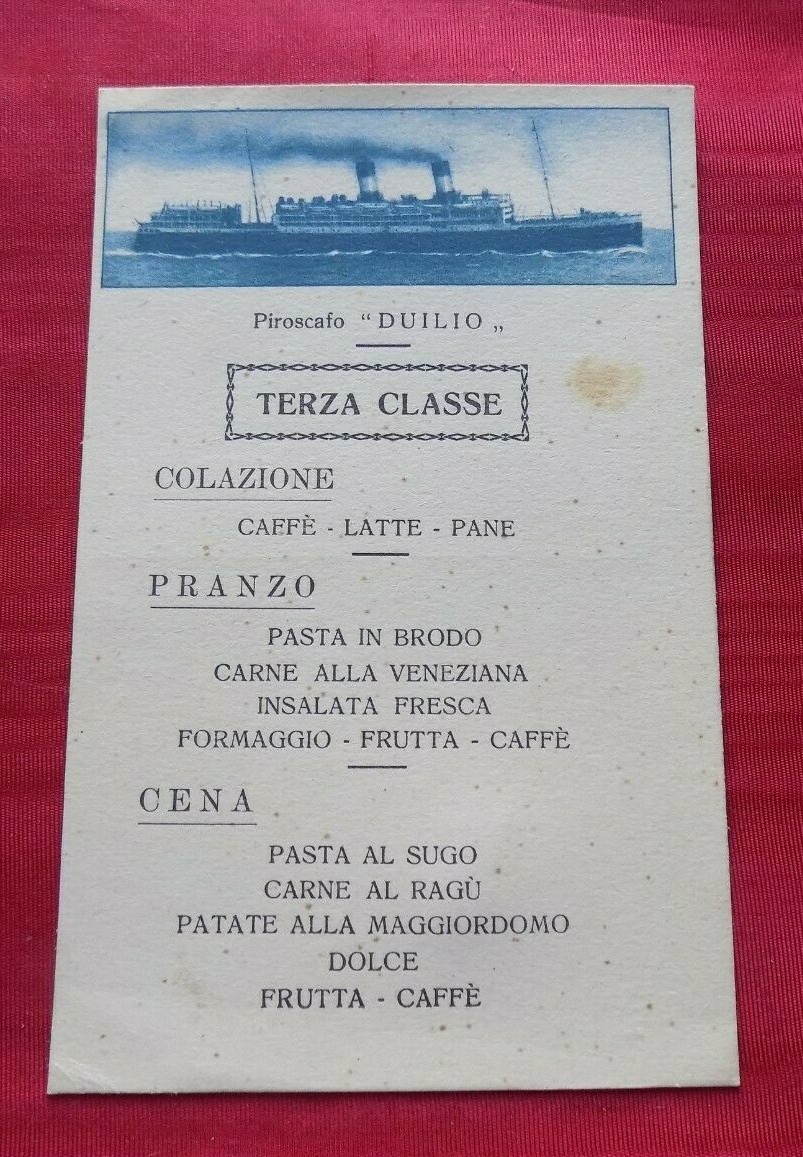 Piroscafo “DUILIO„
TERZA CLASSE
COLAZIONE
CAFFÈ - LATTE - PANE
PRANZO
PASTA IN BRODO
CARNE ALLA VENEZIANA
INSALATA FRESCA
FORMAGGIO - FRUTTA - CAFFÈ
CENA
PASTA AL SUGO
CARNE AL RAGÙ
PATATE ALLA MAGGIORDOMO
DOLCE
FRUTTA - CAFFÈ